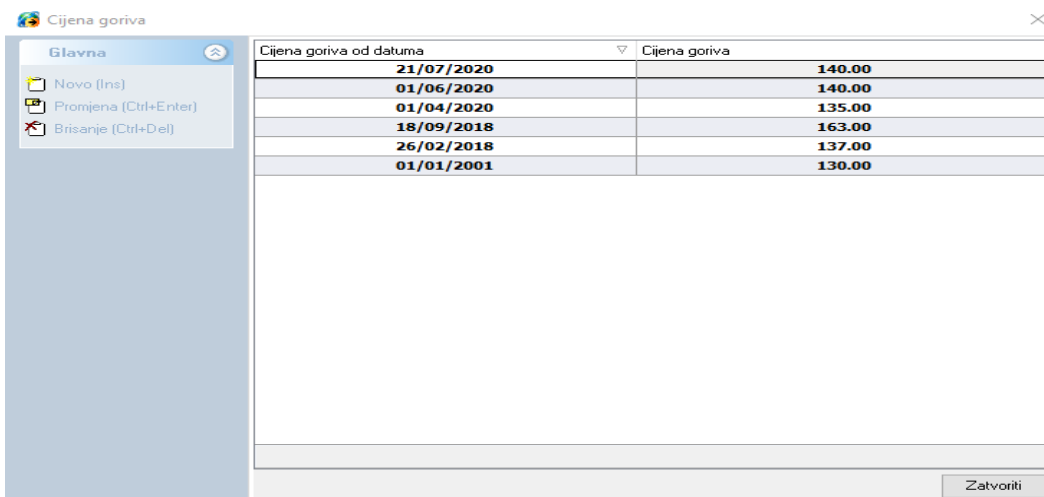 Cijena goriva
Glavna
Novo (Ins)
Promjena (Ctrl+Enter)
Brisanje (Ctrl+Del)
Cijena goriva od datuma Cijena goriva
21/07/2020 140.00
01/06/2020 140.00
01/04/2020 135.00
18/09/2018 163.00
26/02/2018 137.00
01/01/2001 130.00
Zatvoriti